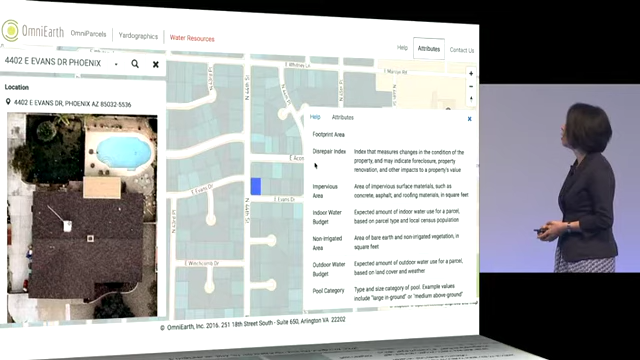 OmniEarth OmniParcels Yardographics Water Resources
Help Attributes Contact Us
4402 E EVANS DR PHOENIX
Location
4402 E EVANS DR, PHOENIX AZ 85032-5536
Help Attributes
Footprint Area
Disrepair Index Index that measures changes in the condition of the
property, and may indicate foreclosure, property
renovation, and other impacts to a property's value
Impervious Area of impervious surface materials, such as
Area concrete, asphalt, and roofing materials, in square feet
Indoor Water Expected amount of indoor water use for a parcel,
Budget based on parcel type and local census population
Non-irrigated Area of bare earth and non-irrigated vegetation, in
Area square feet
Outdoor Water Expected amount of outdoor water use for a parcel,
Budget based on land cover and weather
Pool Category Type and size category of pool. Example values
include "large in-ground" or "medium above-ground"
E Evans Dr
E Evans Dr
N 44th St
© OmniEarth, Inc. 2016. 251 18th Street South - Suite 650, Arlington VA 22202